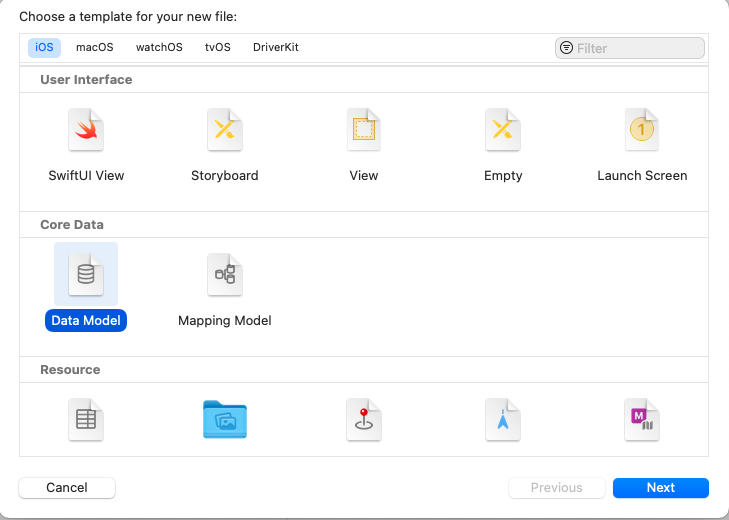 Choose a template for your new file:
iOS macOS watchOS tvOS DriverKit Filter
User Interface
1
SwiftUI View Storyboard View Empty Launch Screen
Core Data
Data Model Mapping Model
Resource
M
Cancel Previous Next